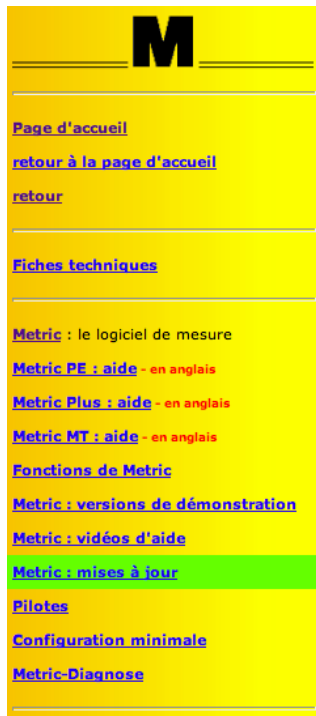 M
Page d'accueil
retour à la page d'accueil
retour
Fiches techniques
Metric : le logiciel de mesure
Metric PE : aide - en anglais
Metric Plus : aide - en anglais
Metric MT : aide - en anglais
Fonctions de Metric
Metric : versions de démonstration
Metric : vidéos d'aide
Metric : mises à jour
Pilotes
Configuration minimale
Metric-Diagnose